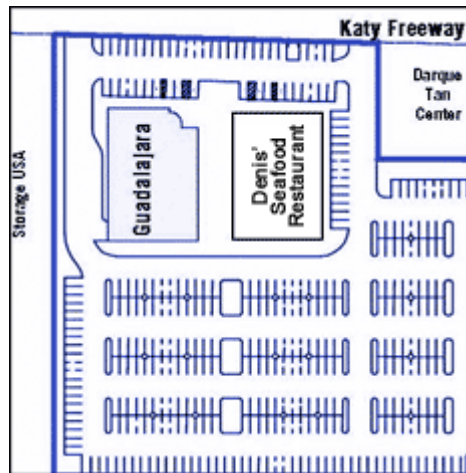 Katy Freeway
Darque
Tan
Center
Storage USA
Guadalajara
Denis'
Seafood
Restaurant